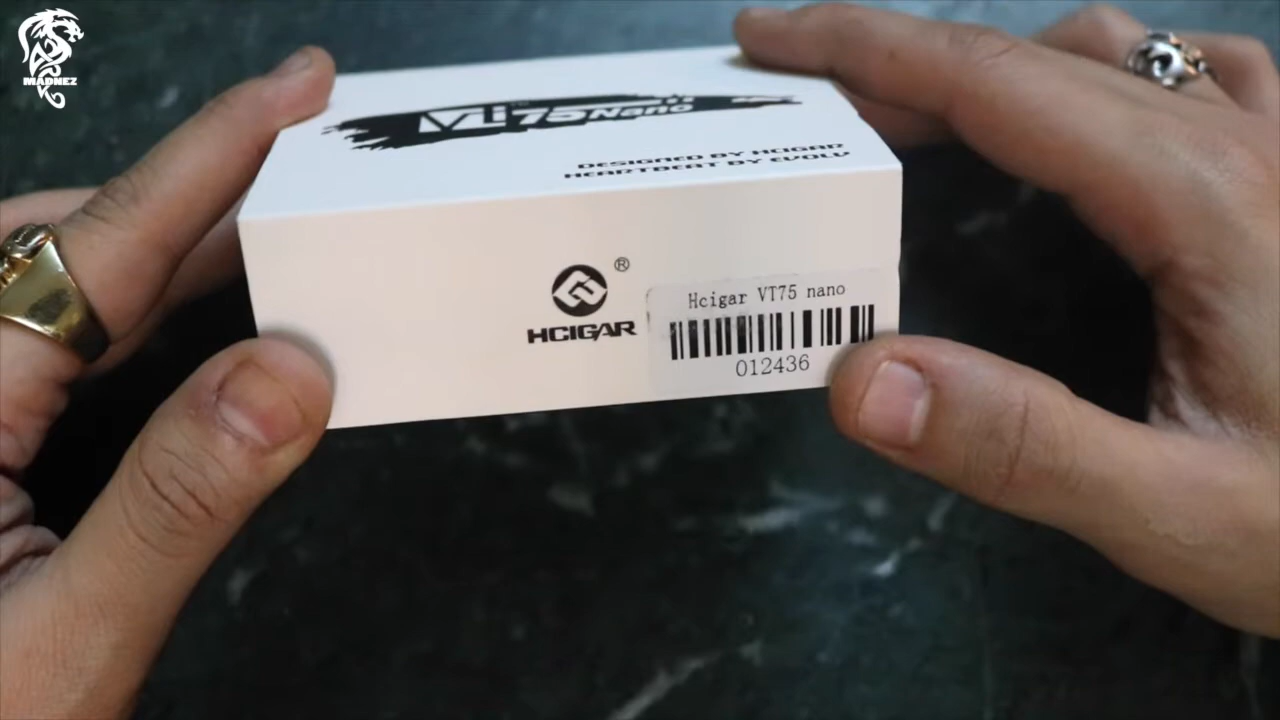 MADNEZ
VT75 Nano
DESIGNED BY HCIGAR
HEARTBEAT BY EVOLV
®
HCIGAR
Hcigar VT75 nano
012436